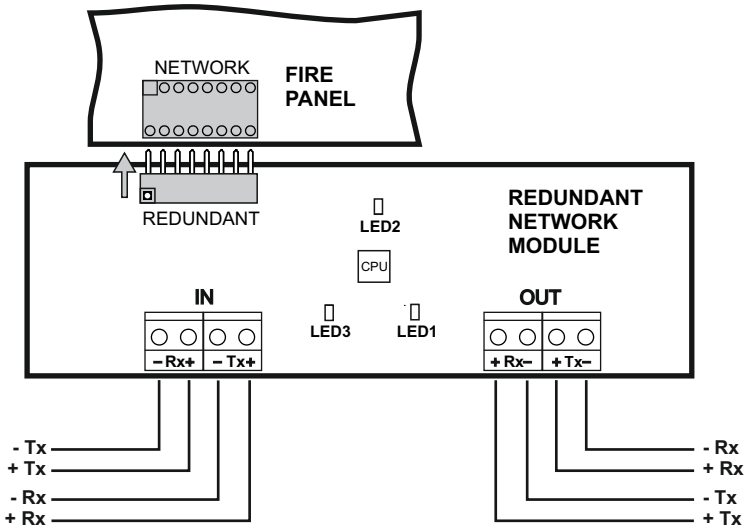 NETWORK
FIRE
PANEL
REDUNDANT
REDUNDANT
NETWORK
MODULE
LED2
CPU
IN
OUT
LED3
LED1
– Rx+
– Tx+
+ Rx–
+ Tx–
- Tx
+ Tx
- Rx
+ Rx
- Rx
+ Rx
- Tx
+ Tx